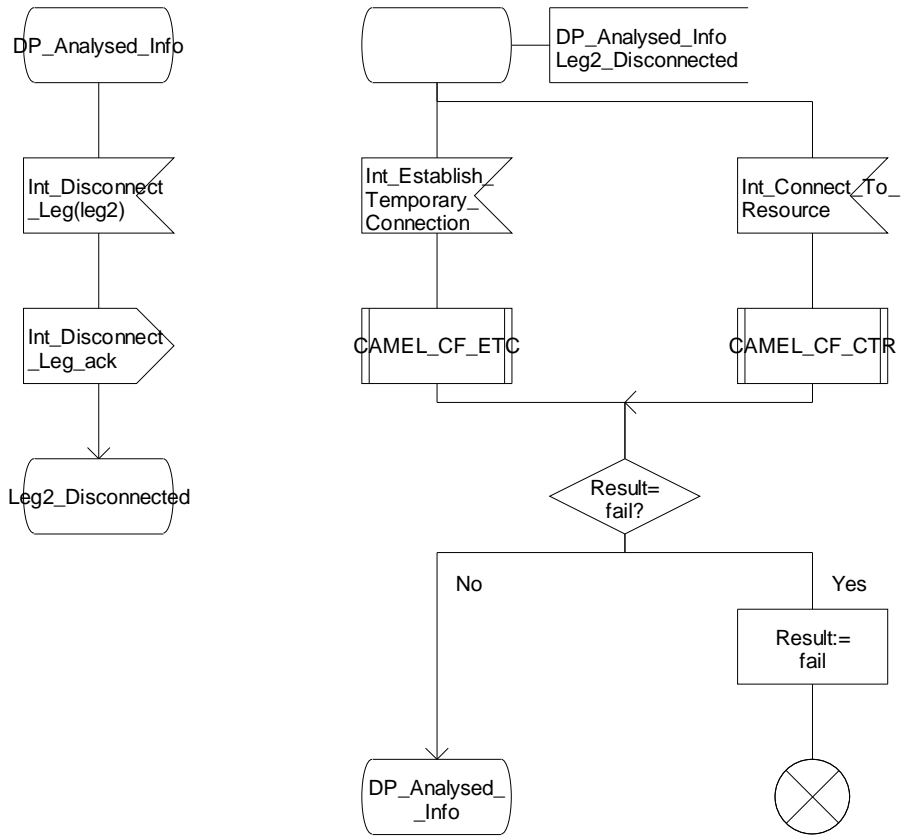 DP_Analysed_Info
Int_Disconnect
_Leg(leg2)
Int_Disconnect
_Leg_ack
Leg2_Disconnected
DP_Analysed_Info
Leg2_Disconnected
Int_Establish_
Temporary_
Connection
Int_Connect_To_
Resource
CAMEL_CF_ETC
CAMEL_CF_CTR
Result=
fail?
No
Yes
Result:=
fail
DP_Analysed_
_Info